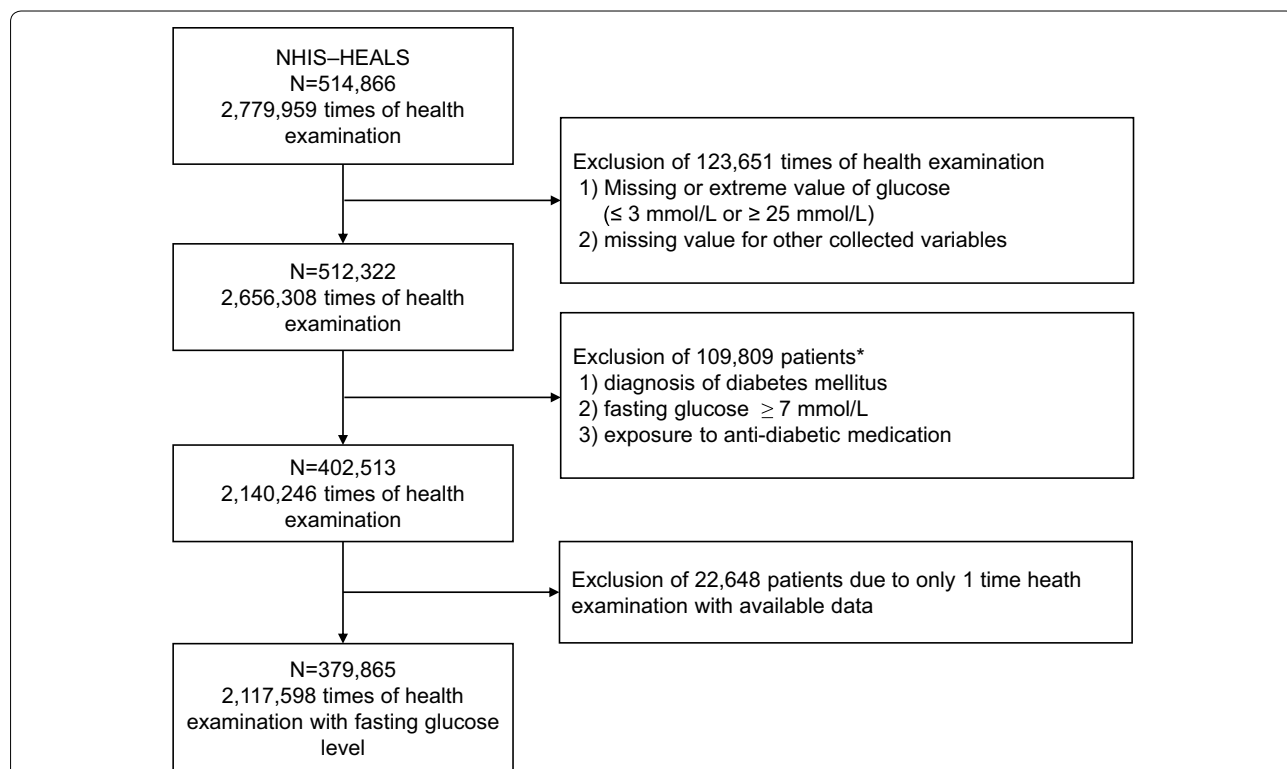 NHIS–HEALS
N=514,866
2,779,959 times of health
examination
Exclusion of 123,651 times of health examination
1) Missing or extreme value of glucose
(≤ 3 mmol/L or ≥ 25 mmol/L)
2) missing value for other collected variables
N=512,322
2,656,308 times of health
examination
Exclusion of 109,809 patients*
1) diagnosis of diabetes mellitus
2) fasting glucose ≥ 7 mmol/L
3) exposure to anti-diabetic medication
N=402,513
2,140,246 times of health
examination
Exclusion of 22,648 patients due to only 1 time heath
examination with available data
N=379,865
2,117,598 times of health
examination with fasting glucose
level